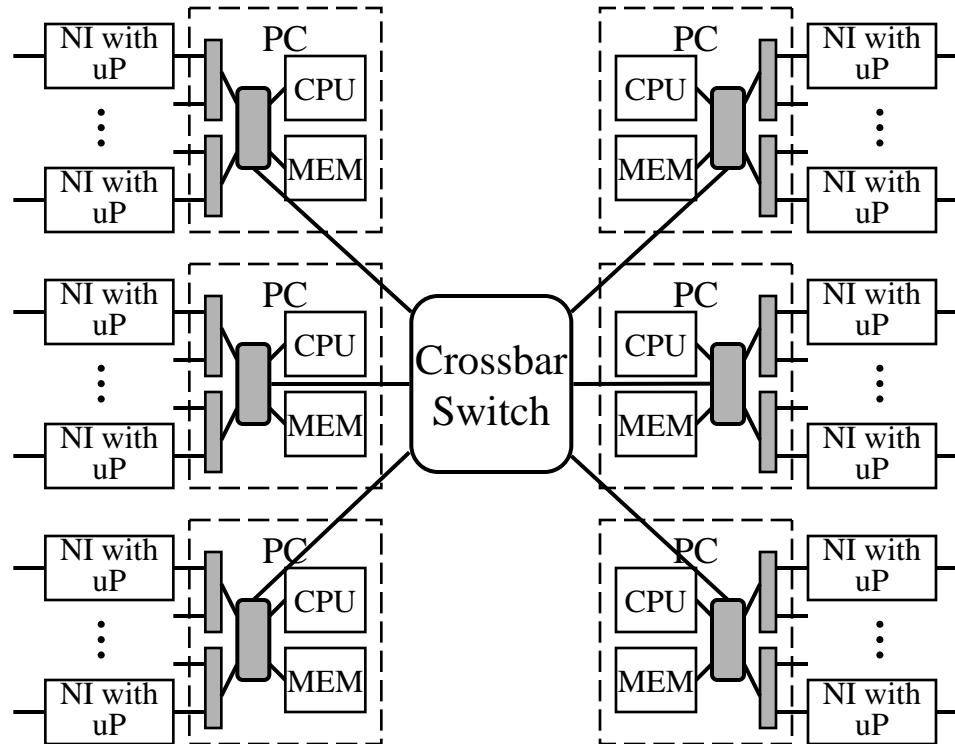 NI with
uP
PC
CPU
MEM
NI with
uP
PC
CPU
MEM
NI with
uP
NI with
uP
NI with
uP
PC
CPU
MEM
NI with
uP
Crossbar
Switch
PC
CPU
MEM
NI with
uP
NI with
uP
NI with
uP
PC
CPU
MEM
NI with
uP
PC
CPU
MEM
NI with
uP
NI with
uP